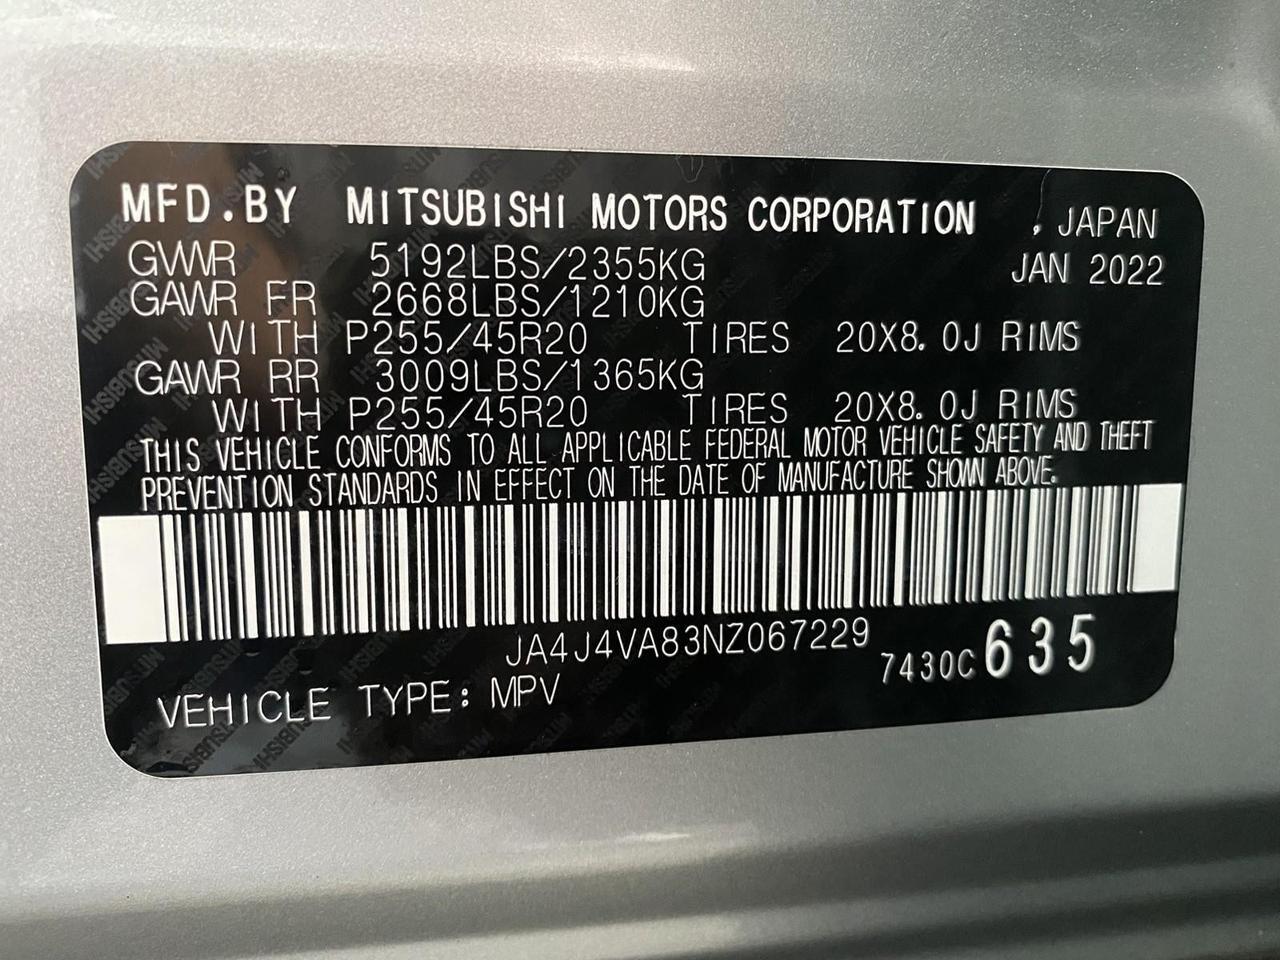 MFD.BY MITSUBISHI MOTORS CORPORATION , JAPAN
GVWR 5192LBS/2355KG JAN 2022
GAWR FR 2668LBS/1210KG
WITH P255/45R20 TIRES 20X8.0J RIMS
GAWR RR 3009LBS/1365KG
WITH P255/45R20 TIRES 20X8.0J RIMS
THIS VEHICLE CONFORMS TO ALL APPLICABLE FEDERAL MOTOR VEHICLE SAFETY AND THEFT
PREVENTION STANDARDS IN EFFECT ON THE DATE OF MANUFACTURE SHOWN ABOVE.
JA4J4VA83NZ067229 7430C 635
VEHICLE TYPE: MPV